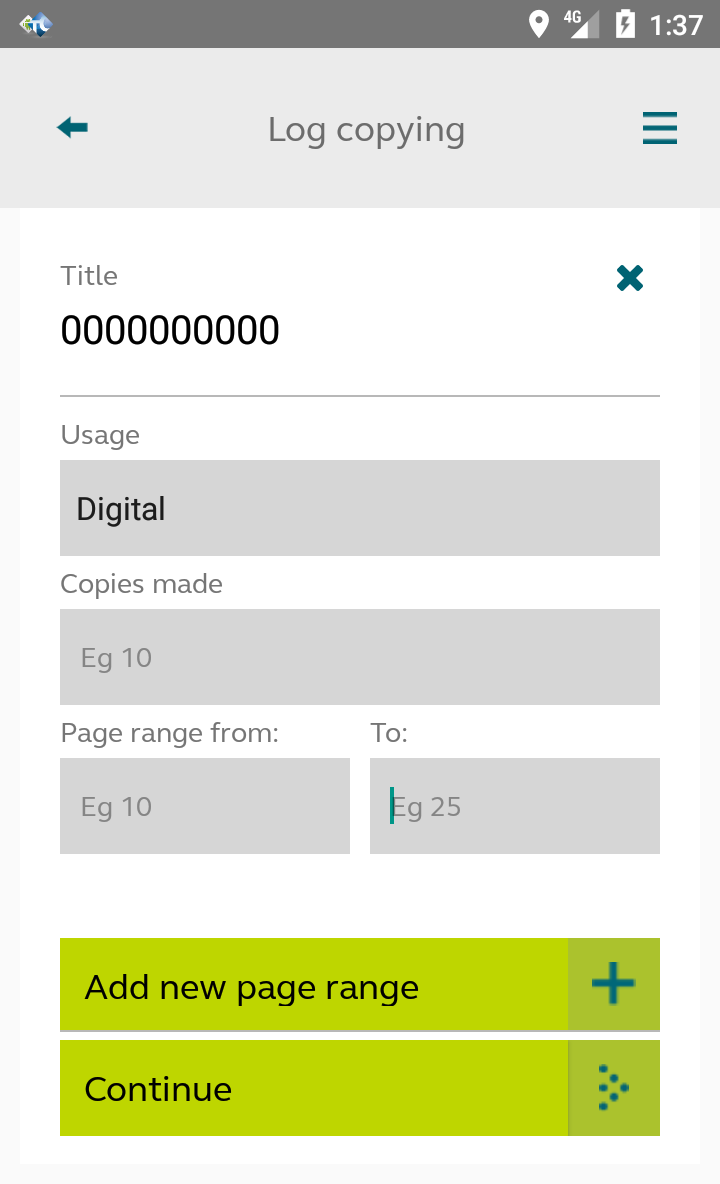 4G 1:37
Log copying
Title
0000000000
Usage
Digital
Copies made
Eg 10
Page range from: To:
Eg 10 Eg 25
Add new page range
Continue